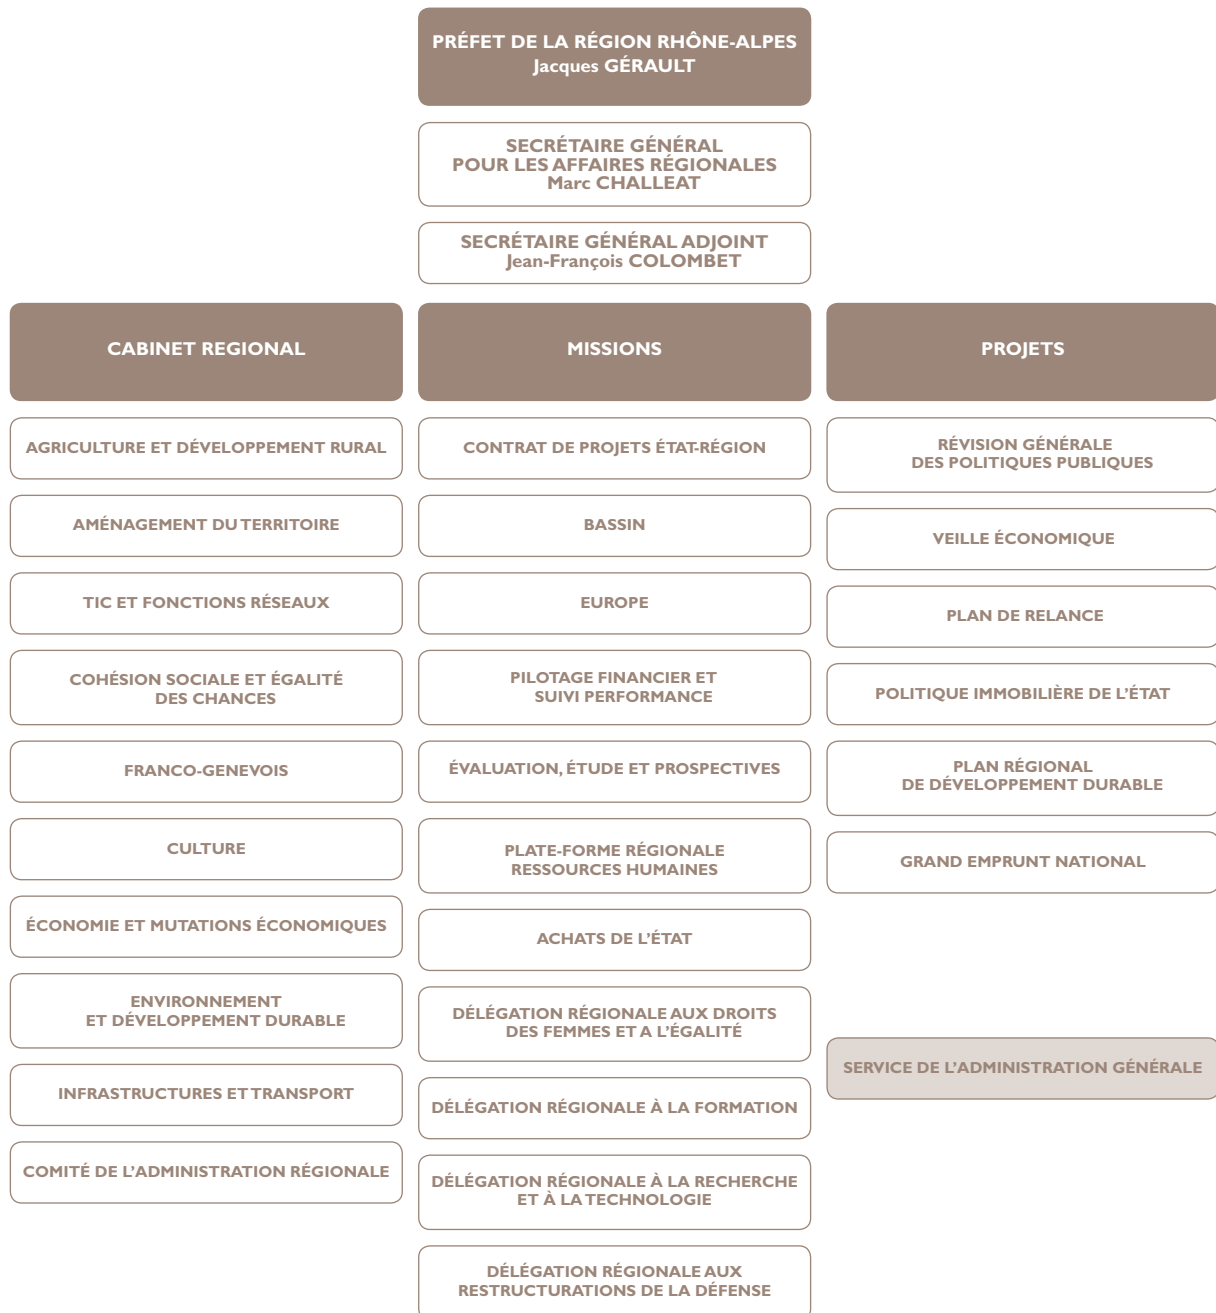 PRÉFET DE LA RÉGION RHÔNE-ALPES
Jacques GÉRAULT
SECRÉTAIRE GÉNÉRAL
POUR LES AFFAIRES RÉGIONALES
Marc CHALLEAT
SECRÉTAIRE GÉNÉRAL ADJOINT
Jean-François COLOMBET
CABINET REGIONAL
AGRICULTURE ET DÉVELOPPEMENT RURAL
AMÉNAGEMENT DU TERRITOIRE
TIC ET FONCTIONS RÉSEAUX
COHÉSION SOCIALE ET ÉGALITÉ
DES CHANCES
FRANCO-GENEVOIS
CULTURE
ÉCONOMIE ET MUTATIONS ÉCONOMIQUES
ENVIRONNEMENT
ET DÉVELOPPEMENT DURABLE
INFRASTRUCTURES ET TRANSPORT
COMITÉ DE L'ADMINISTRATION RÉGIONALE
MISSIONS
CONTRAT DE PROJETS ÉTAT-RÉGION
BASSIN
EUROPE
PILOTAGE FINANCIER ET
SUIVI PERFORMANCE
ÉVALUATION, ÉTUDE ET PROSPECTIVES
PLATE-FORME RÉGIONALE
RESSOURCES HUMAINES
ACHATS DE L'ÉTAT
DÉLÉGATION RÉGIONALE AUX DROITS
DES FEMMES ET A L'ÉGALITÉ
DÉLÉGATION RÉGIONALE À LA FORMATION
DÉLÉGATION RÉGIONALE À LA RECHERCHE
ET À LA TECHNOLOGIE
DÉLÉGATION RÉGIONALE AUX
RESTRUCTURATIONS DE LA DÉFENSE
PROJETS
RÉVISION GÉNÉRALE
DES POLITIQUES PUBLIQUES
VEILLE ÉCONOMIQUE
PLAN DE RELANCE
POLITIQUE IMMOBILIÈRE DE L'ÉTAT
PLAN RÉGIONAL
DE DÉVELOPPEMENT DURABLE
GRAND EMPRUNT NATIONAL
SERVICE DE L'ADMINISTRATION GÉNÉRALE